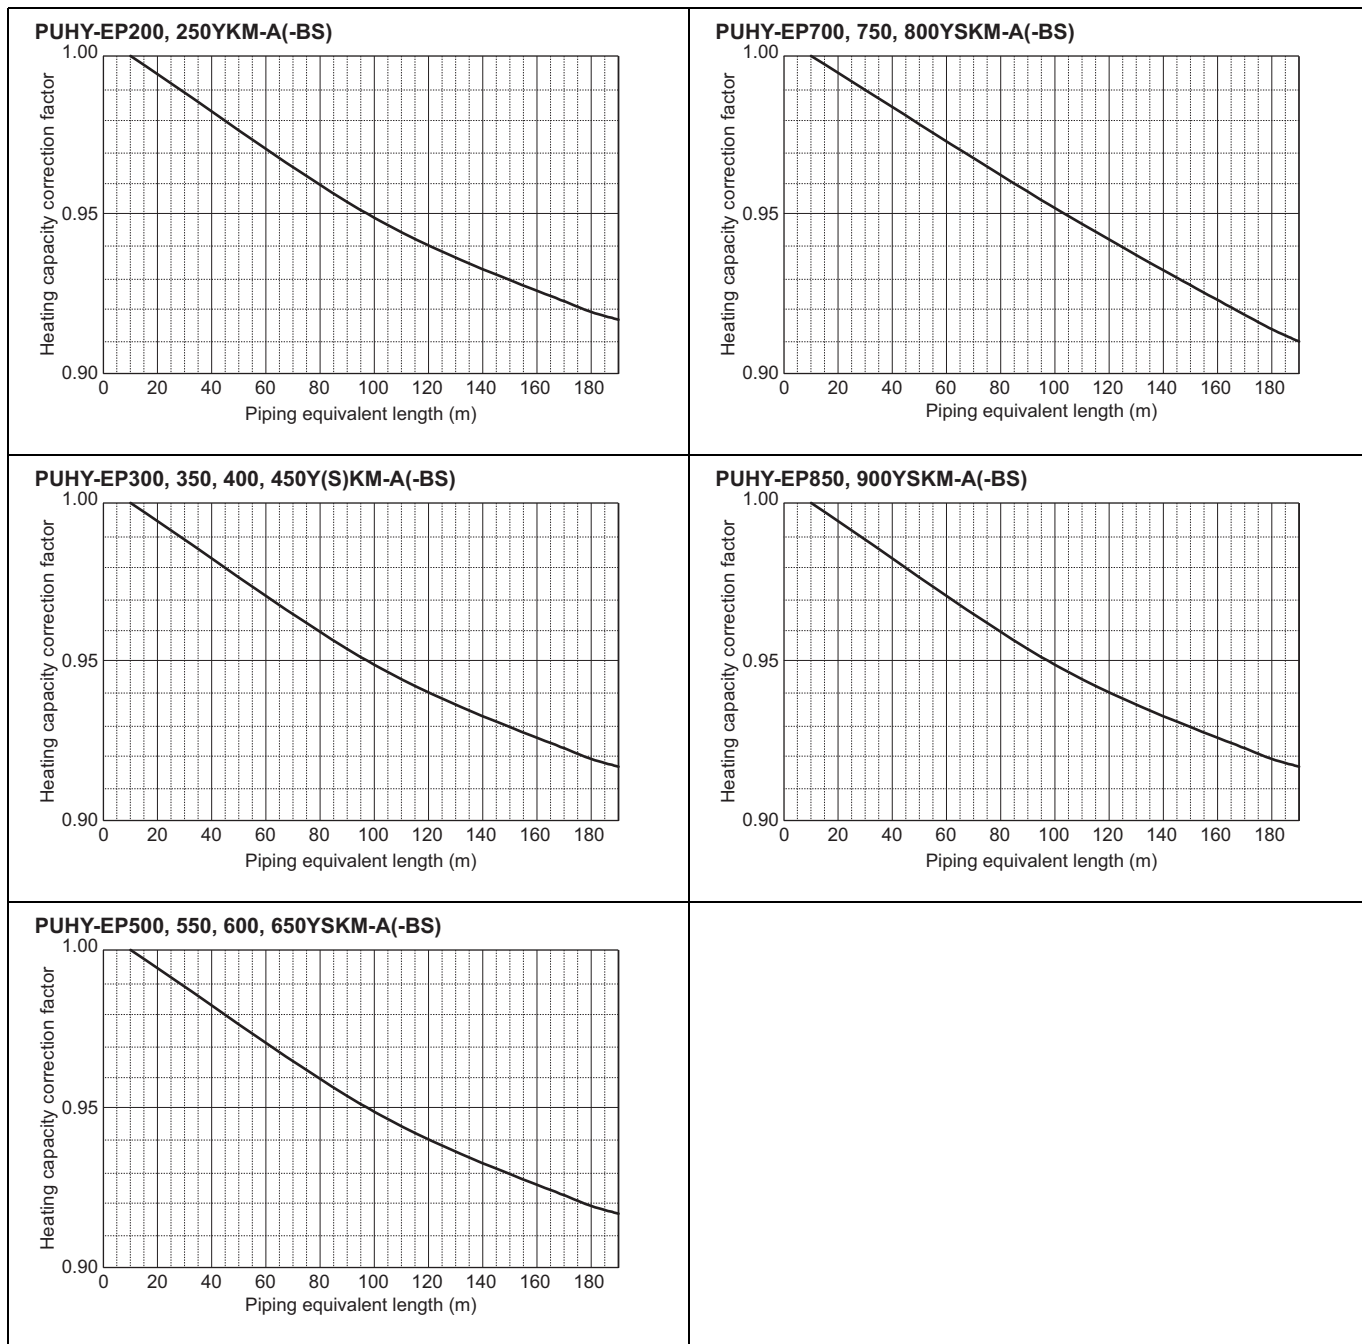 PUHY-EP200, 250YKM-A(-BS)
1.00
0.95
0.90
Heating capacity correction factor
0 20 40 60 80 100 120 140 160 180
Piping equivalent length (m)
PUHY-EP700, 750, 800YSKM-A(-BS)
1.00
0.95
0.90
Heating capacity correction factor
0 20 40 60 80 100 120 140 160 180
Piping equivalent length (m)
PUHY-EP300, 350, 400, 450Y(S)KM-A(-BS)
1.00
0.95
0.90
Heating capacity correction factor
0 20 40 60 80 100 120 140 160 180
Piping equivalent length (m)
PUHY-EP850, 900YSKM-A(-BS)
1.00
0.95
0.90
Heating capacity correction factor
0 20 40 60 80 100 120 140 160 180
Piping equivalent length (m)
PUHY-EP500, 550, 600, 650YSKM-A(-BS)
1.00
0.95
0.90
Heating capacity correction factor
0 20 40 60 80 100 120 140 160 180
Piping equivalent length (m)